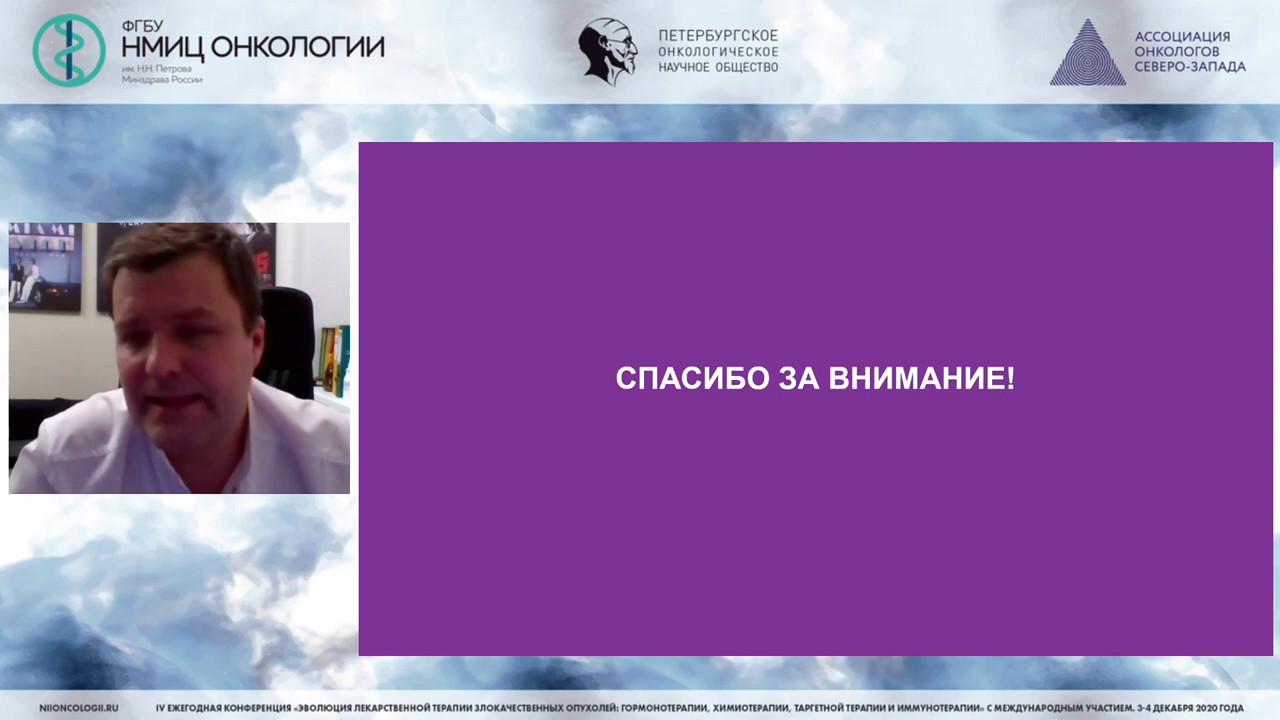 ФГБУ
НМИЦ ОНКОЛОГИИ
им. Н.Н. Петрова
Минздрава России
ПЕТЕРБУРГСКОЕ
ОНКОЛОГИЧЕСКОЕ
НАУЧНОЕ ОБЩЕСТВО
АССОЦИАЦИЯ
ОНКОЛОГОВ
СЕВЕРО-ЗАПАДА
MIAMI
СПАСИБО ЗА ВНИМАНИЕ!
NIIONCOLOGII.RU
IV ЕЖЕГОДНАЯ КОНФЕРЕНЦИЯ «ЭВОЛЮЦИЯ ЛЕКАРСТВЕННОЙ ТЕРАПИИ ЗЛОКАЧЕСТВЕННЫХ ОПУХОЛЕЙ: ГОРМОНОТЕРАПИИ, ХИМИОТЕРАПИИ, ТАРГЕТНОЙ ТЕРАПИИ И ИММУНОТЕРАПИИ» С МЕЖДУНАРОДНЫМ УЧАСТИЕМ. 3-4 ДЕКАБРЯ 2020 ГОДА